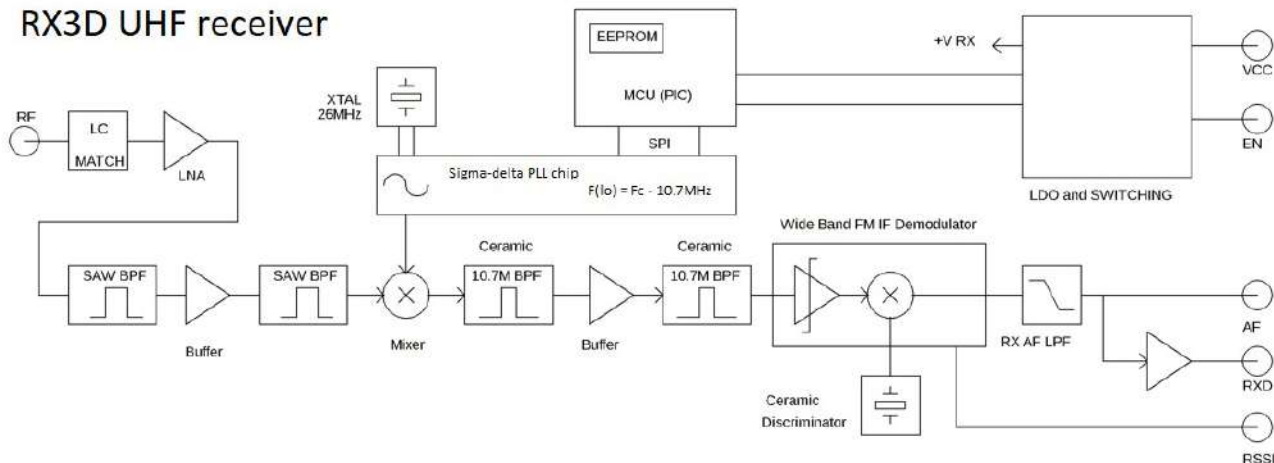 RX3D UHF receiver
EEPROM
MCU (PIC)
+V RX
VCC
EN
LDO and SWITCHING
XTAL
26MHz
SPI
RF
LC
MATCH
LNA
Sigma-delta PLL chip
F(lo) = Fc - 10.7MHz
Wide Band FM IF Demodulator
Ceramic
Ceramic
SAW BPF
SAW BPF
10.7M BPF
10.7M BPF
Buffer
Mixer
Buffer
RX AF LPF
AF
RXD
Ceramic
Discriminator
RSSI